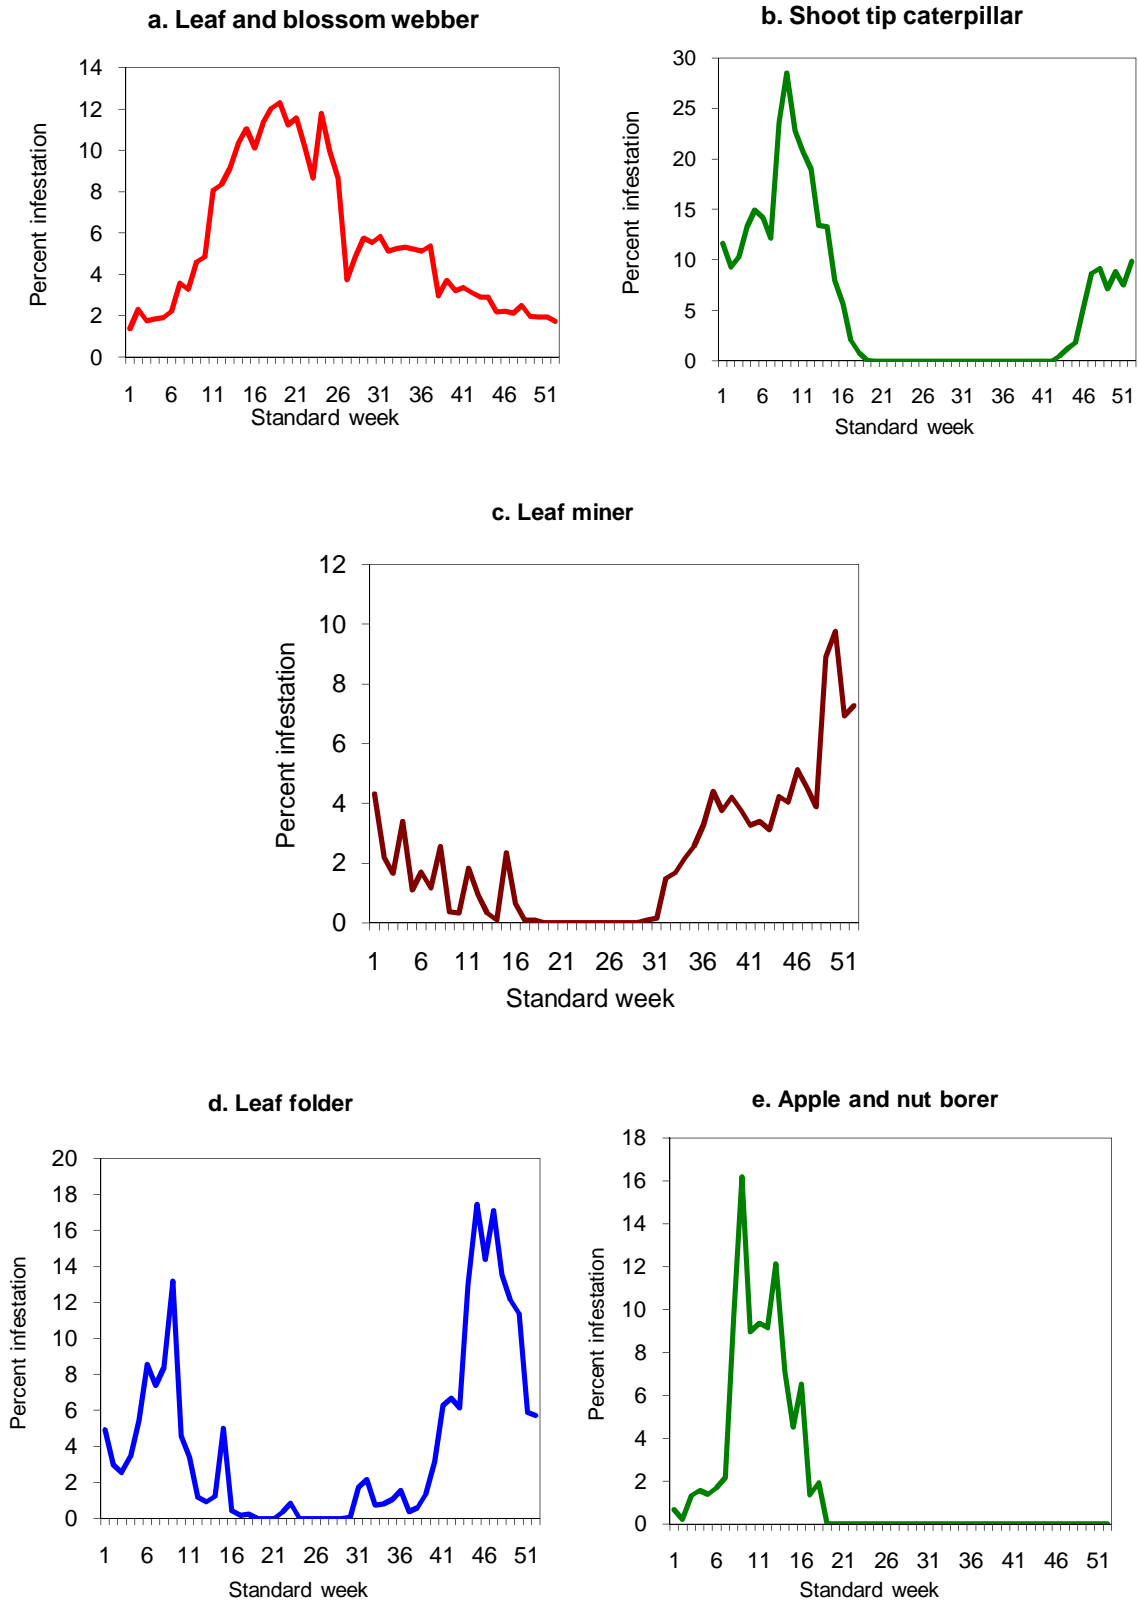 a. Leaf and blossom webber
14
12
10
8
6
4
2
0
Percent infestation
1 6 11 16 21 26 31 36 41 46 51
Standard week
b. Shoot tip caterpillar
30
25
20
15
10
5
0
Percent infestation
1 6 11 16 21 26 31 36 41 46 51
Standard week
c. Leaf miner
12
10
8
6
4
2
0
Percent infestation
1 6 11 16 21 26 31 36 41 46 51
Standard week
d. Leaf folder
20
18
16
14
12
10
8
6
4
2
0
Percent infestation
1 6 11 16 21 26 31 36 41 46 51
Standard week
e. Apple and nut borer
18
16
14
12
10
8
6
4
2
0
Percent infestation
1 6 11 16 21 26 31 36 41 46 51
Standard week